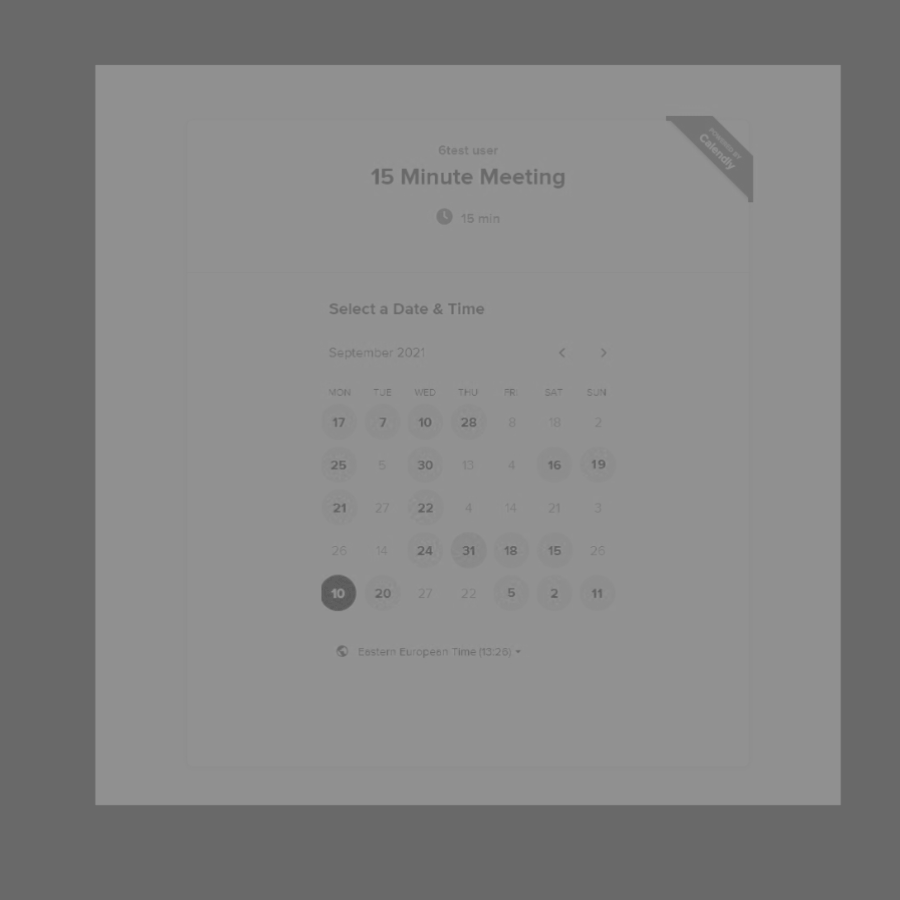 6test user
15 Minute Meeting
15 min
POWERED BY
Calendly
Select a Date & Time
September 2021
MON TUE WED THU FRI SAT SUN
17 7 10 28 8 18 2
25 5 30 13 4 16 19
21 27 22 4 14 21 3
26 14 24 31 18 15 26
10 20 27 22 5 2 11
Eastern European Time (13:26)